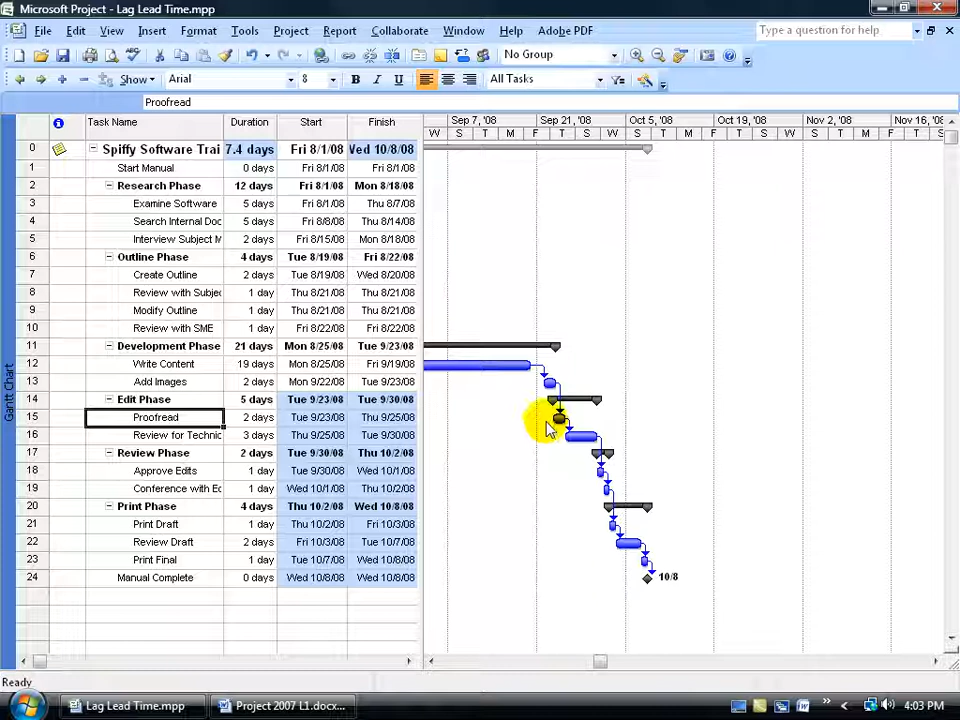 Microsoft Project - Lag Lead Time.mpp
File Edit View Insert Format Tools Project Report Collaborate Window Help Adobe PDF Type a question for help
No Group
Show Arial 8 B I U All Tasks
Proofread
Task Name Duration Start Finish Sep 7, '08 Sep 21, '08 Oct 5, '08 Oct 19, '08 Nov 2, '08 Nov 16, '08
W S T M F T S W S T M F T S W S T M F T
0 Spiffy Software Trai 7.4 days Fri 8/1/08 Wed 10/8/08
1 Start Manual 0 days Fri 8/1/08 Fri 8/1/08
2 Research Phase 12 days Fri 8/1/08 Mon 8/18/08
3 Examine Software 5 days Fri 8/1/08 Thu 8/7/08
4 Search Internal Doc 5 days Fri 8/8/08 Thu 8/14/08
5 Interview Subject M 2 days Fri 8/15/08 Mon 8/18/08
6 Outline Phase 4 days Tue 8/19/08 Fri 8/22/08
7 Create Outline 2 days Tue 8/19/08 Wed 8/20/08
8 Review with Subje 1 day Thu 8/21/08 Thu 8/21/08
9 Modify Outline 1 day Thu 8/21/08 Thu 8/21/08
10 Review with SME 1 day Fri 8/22/08 Fri 8/22/08
11 Development Phase 21 days Mon 8/25/08 Tue 9/23/08
12 Write Content 19 days Mon 8/25/08 Fri 9/19/08
13 Add Images 2 days Mon 9/22/08 Tue 9/23/08
14 Edit Phase 5 days Tue 9/23/08 Tue 9/30/08
15 Proofread 2 days Tue 9/23/08 Thu 9/25/08
16 Review for Technic 3 days Thu 9/25/08 Tue 9/30/08
17 Review Phase 2 days Tue 9/30/08 Thu 10/2/08
18 Approve Edits 1 day Tue 9/30/08 Wed 10/1/08
19 Conference with Ed 1 day Wed 10/1/08 Thu 10/2/08
20 Print Phase 4 days Thu 10/2/08 Wed 10/8/08
21 Print Draft 1 day Thu 10/2/08 Fri 10/3/08
22 Review Draft 2 days Fri 10/3/08 Tue 10/7/08
23 Print Final 1 day Tue 10/7/08 Wed 10/8/08
24 Manual Complete 0 days Wed 10/8/08 Wed 10/8/08 10/8
Gantt Chart
Ready
Lag Lead Time.mpp Project 2007 L1.docx... 4:03 PM